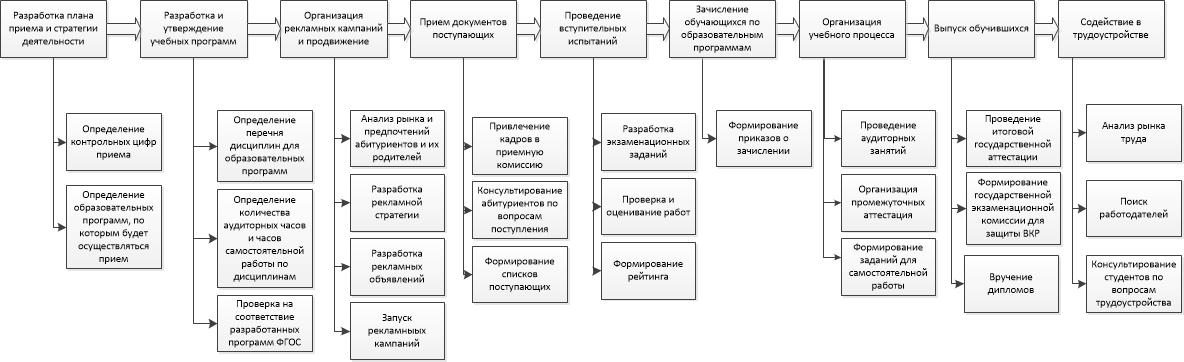 Разработка плана
приема и стратегии
деятельности
Разработка и
утверждение
учебных программ
Организация
рекламных кампаний
и продвижение
Прием документов
поступающих
Проведение
вступительных
испытаний
Зачисление
обучающихся по
образовательным
программам
Организация
учебного процесса
Выпуск обучившихся
Содействие в
трудоустройстве
Определение
контрольных цифр
приема
Определение
образовательных
программ, по
которым будет
осуществляться
прием
Определение
перечня
дисциплин для
образовательных
программ
Определение
количества
аудиторных часов
и часов
самостоятельной
работы по
дисциплинам
Проверка на
соответствие
разработанных
программ ФГОС
Анализ рынка и
предпочтений
абитуриентов и их
родителей
Разработка
рекламной
стратегии
Разработка
рекламных
объявлений
Запуск
рекламныых
кампаний
Привлечение
кадров в
приемную
комиссию
Консультирование
абитуриентов по
вопросам
поступления
Формирование
списков
поступающих
Разработка
экзаменационных
заданий
Проверка и
оценивание работ
Формирование
рейтинга
Формирование
приказов о
зачислении
Проведение
аудиторных
занятий
Организация
промежуточных
аттестация
Формирование
заданий для
самостоятельной
работы
Проведение
итоговой
государственной
аттестации
Формирование
государственной
экзаменационной
комиссии для
защиты ВКР
Вручение
дипломов
Анализ рынка
труда
Поиск
работодателей
Консультирование
студентов по
вопросам
трудоустройства